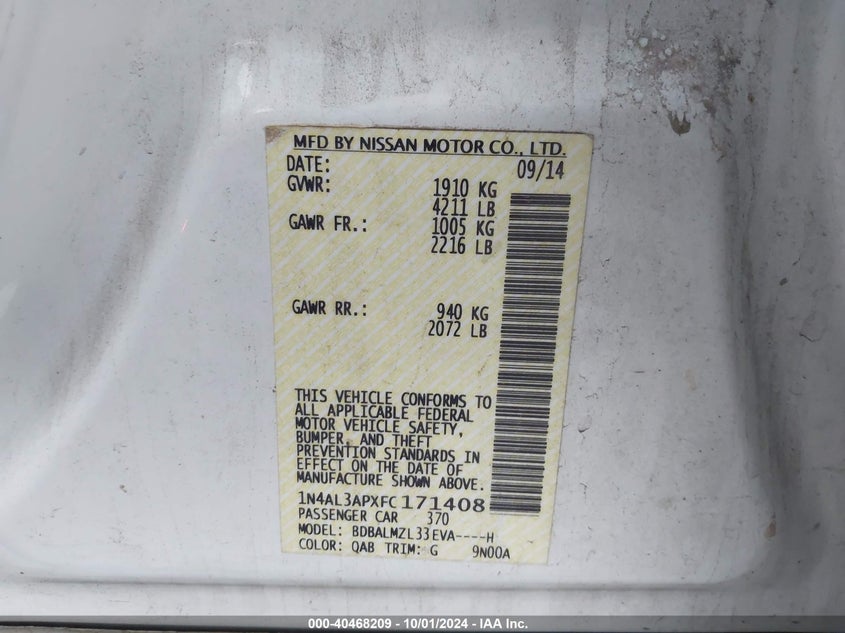 MFD BY NISSAN MOTOR CO., LTD.
DATE: 09/14
GVWR: 1910 KG
4211 LB
GAWR FR.: 1005 KG
2216 LB
GAWR RR.: 940 KG
2072 LB
THIS VEHICLE CONFORMS TO
ALL APPLICABLE FEDERAL
MOTOR VEHICLE SAFETY,
BUMPER, AND THEFT
PREVENTION STANDARDS IN
EFFECT ON THE DATE OF
MANUFACTURE SHOWN ABOVE.
1N4AL3APXFC171408
PASSENGER CAR 370
MODEL: BDBALMZL33EVA----H
COLOR: QAB TRIM: G 9N00A
000-40468209 - 10/01/2024 - IAA Inc.